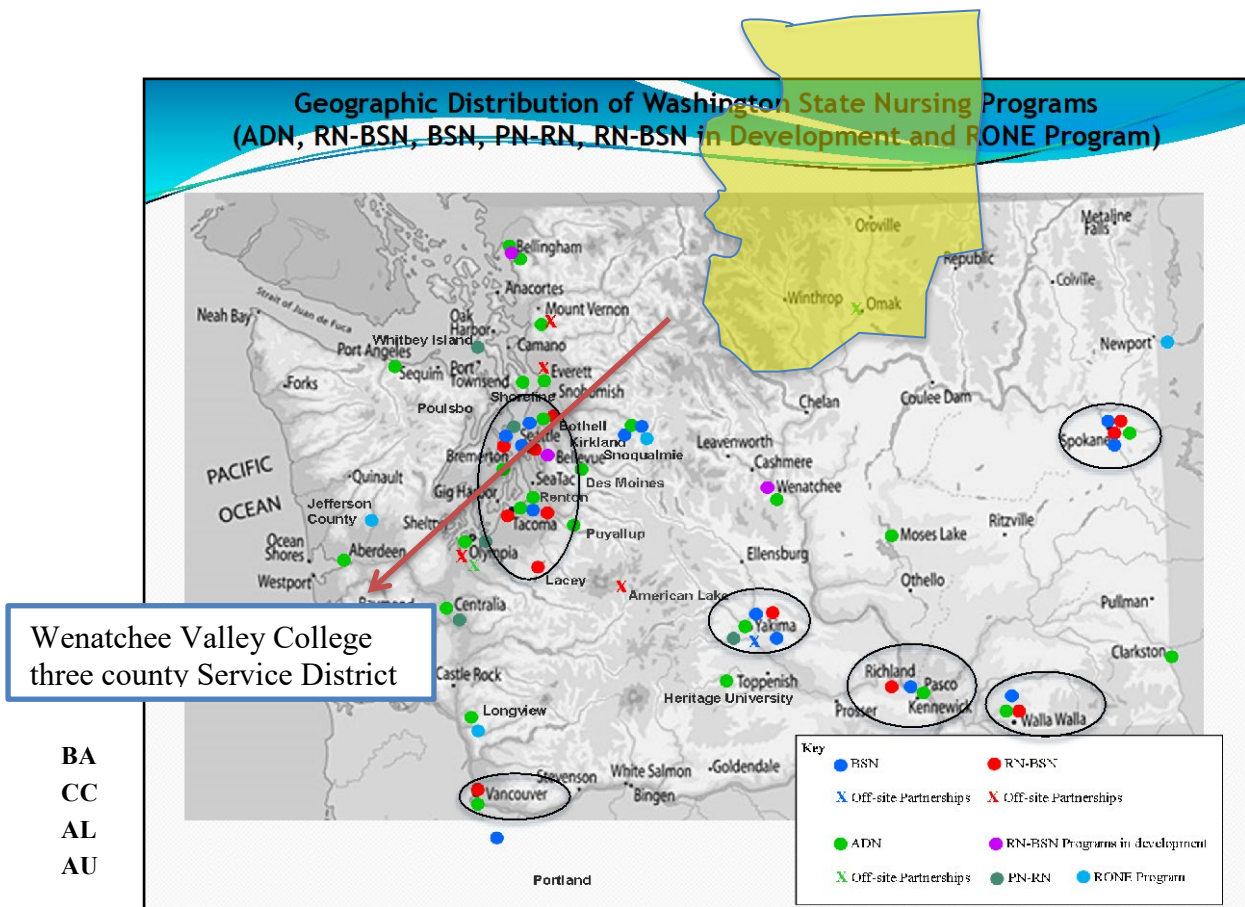 Geographic Distribution of Washington State Nursing Programs
(ADN, RN-BSN, BSN, PN-RN, RN-BSN in Development and RONE Program)
Oroville
Metaline
Falls
Bellingham
Republic
Colville
Anacortes
Winthrop
Omak
Strait of Juan de Fuca
Neah Bay
Oak
Harbor
Mount Vernon
Whitbey Island
Camano
Newport
Port Angeles
Sequim
Port
Townsend
Everett
Forks
Shoreline
Snohomish
Coulee Dam
Chelan
Poulsbo
Bothell
Seattle
Kirkland
Leavenworth
Spokane
Snoqualmie
Bremerton
Bellevue
Cashmere
PACIFIC
OCEAN
Quinault
SeaTac
Des Moines
Wenatchee
Gig Harbor
Renton
Jefferson
County
Ritzville
Tacoma
Puyallup
Moses Lake
Ocean
Shores
Aberdeen
Olympia
Ellensburg
Westport
Lacey
Othello
American Lake
Pullman
Centralia
Yakima
Wenatchee Valley College
three county Service District
Clarkston
Castle Rock
Toppenish
Richland
Pasco
Heritage University
Kennewick
Prosser
Longview
Walla Walla
BA
CC
AL
AU
Key
BSN
RN-BSN
Stevenson
White Salmon
Goldendale
Vancouver
Bingen
X Off-site Partnerships
X Off-site Partnerships
ADN
RN-BSN Programs in development
X Off-site Partnerships
PN-RN
RONE Program
Portland